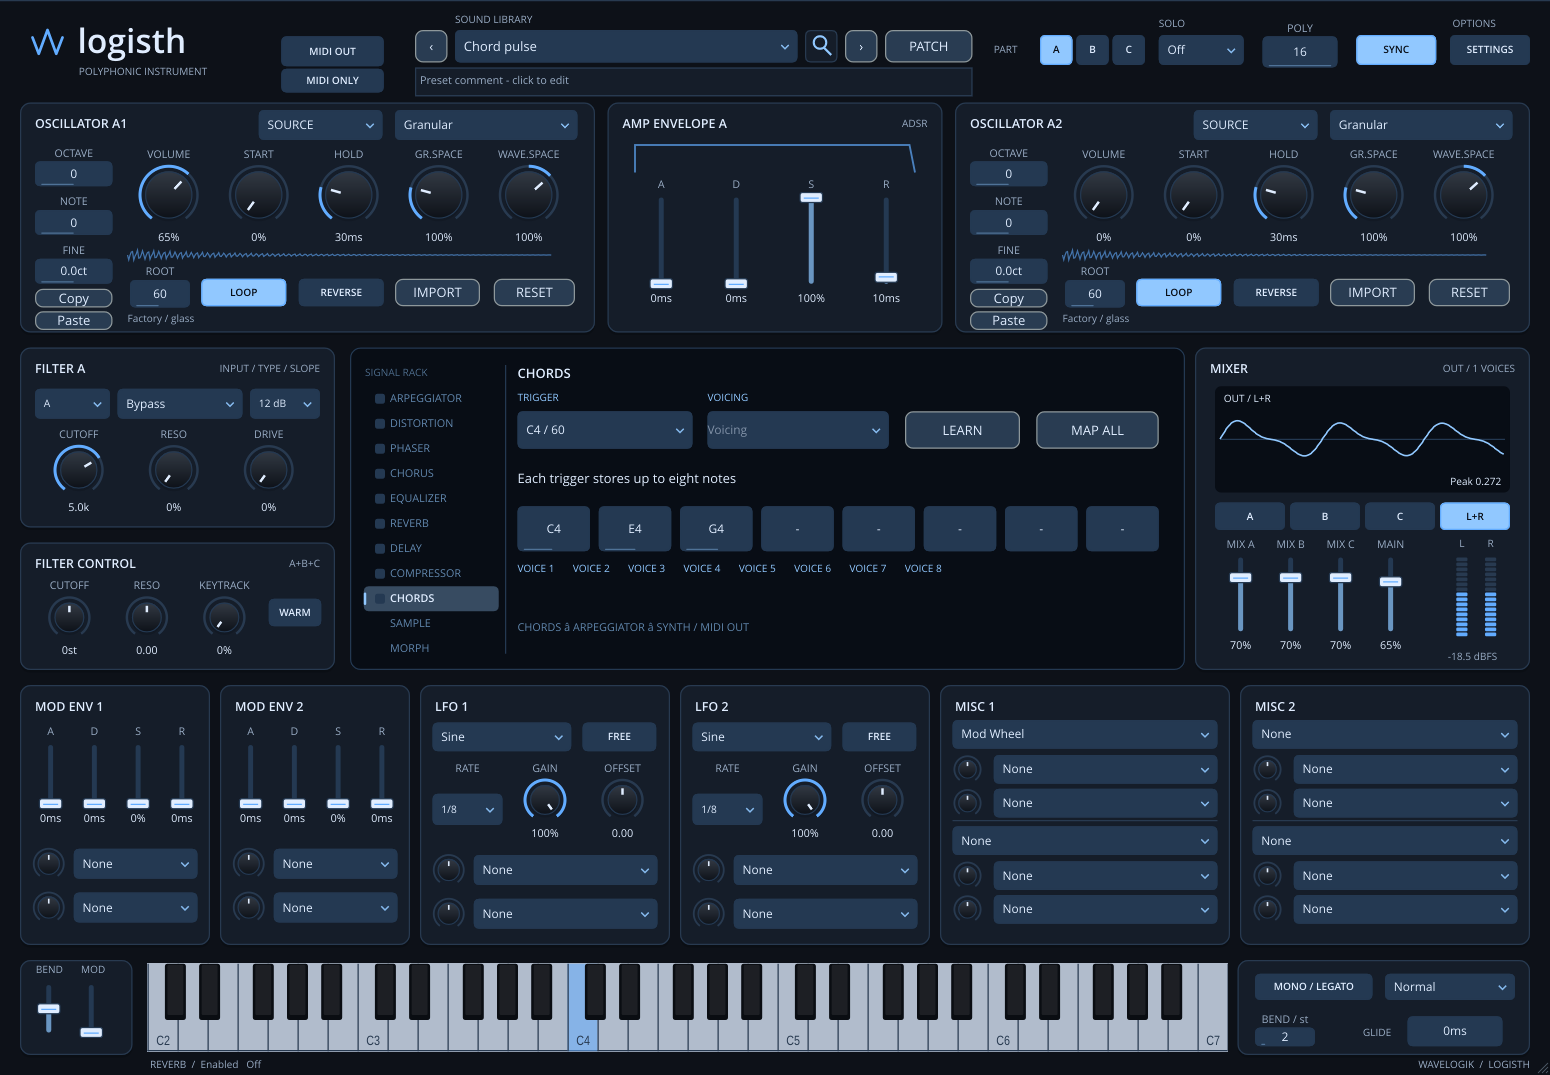 logisth
POLYPHONIC INSTRUMENT
MIDI OUT
MIDI ONLY
SOUND LIBRARY
‹ Chord pulse › PATCH
Preset comment - click to edit
PART A B C
SOLO
Off
POLY
16
SYNC
OPTIONS
SETTINGS
OSCILLATOR A1 SOURCE Granular
OCTAVE VOLUME START HOLD GR.SPACE WAVE.SPACE
0
NOTE
0
65% 0% 30ms 100% 100%
FINE
0.0ct
ROOT
60 LOOP REVERSE IMPORT RESET
Copy
Paste Factory / glass
AMP ENVELOPE A ADSR
A D S R
0ms 0ms 100% 10ms
OSCILLATOR A2 SOURCE Granular
OCTAVE VOLUME START HOLD GR.SPACE WAVE.SPACE
0
NOTE
0
0% 0% 30ms 100% 100%
FINE
0.0ct
ROOT
60 LOOP REVERSE IMPORT RESET
Copy
Paste Factory / glass
FILTER A INPUT / TYPE / SLOPE
A Bypass 12 dB
CUTOFF RESO DRIVE
5.0k 0% 0%
FILTER CONTROL A+B+C
CUTOFF RESO KEYTRACK
WARM
0st 0.00 0%
SIGNAL RACK
ARPEGGIATOR
DISTORTION
PHASER
CHORUS
EQUALIZER
REVERB
DELAY
COMPRESSOR
CHORDS
SAMPLE
MORPH
CHORDS
TRIGGER VOICING
C4 / 60 Voicing LEARN MAP ALL
Each trigger stores up to eight notes
C4 E4 G4 - - - - -
VOICE 1 VOICE 2 VOICE 3 VOICE 4 VOICE 5 VOICE 6 VOICE 7 VOICE 8
CHORDS â ARPEGGIATOR â SYNTH / MIDI OUT
MIXER OUT / 1 VOICES
OUT / L+R
Peak 0.272
A B C L+R
MIX A MIX B MIX C MAIN L R
70% 70% 70% 65%
-18.5 dBFS
MOD ENV 1
A D S R
0ms 0ms 0% 0ms
None
None
MOD ENV 2
A D S R
0ms 0ms 0% 0ms
None
None
LFO 1
Sine FREE
RATE GAIN OFFSET
1/8
100% 0.00
None
None
LFO 2
Sine FREE
RATE GAIN OFFSET
1/8
100% 0.00
None
None
MISC 1
Mod Wheel
None
None
None
None
None
MISC 2
None
None
None
None
None
None
BEND MOD
C2 C3 C4 C5 C6 C7
MONO / LEGATO Normal
BEND / st
2 GLIDE 0ms
REVERB / Enabled Off
WAVELOGIK / LOGISTH